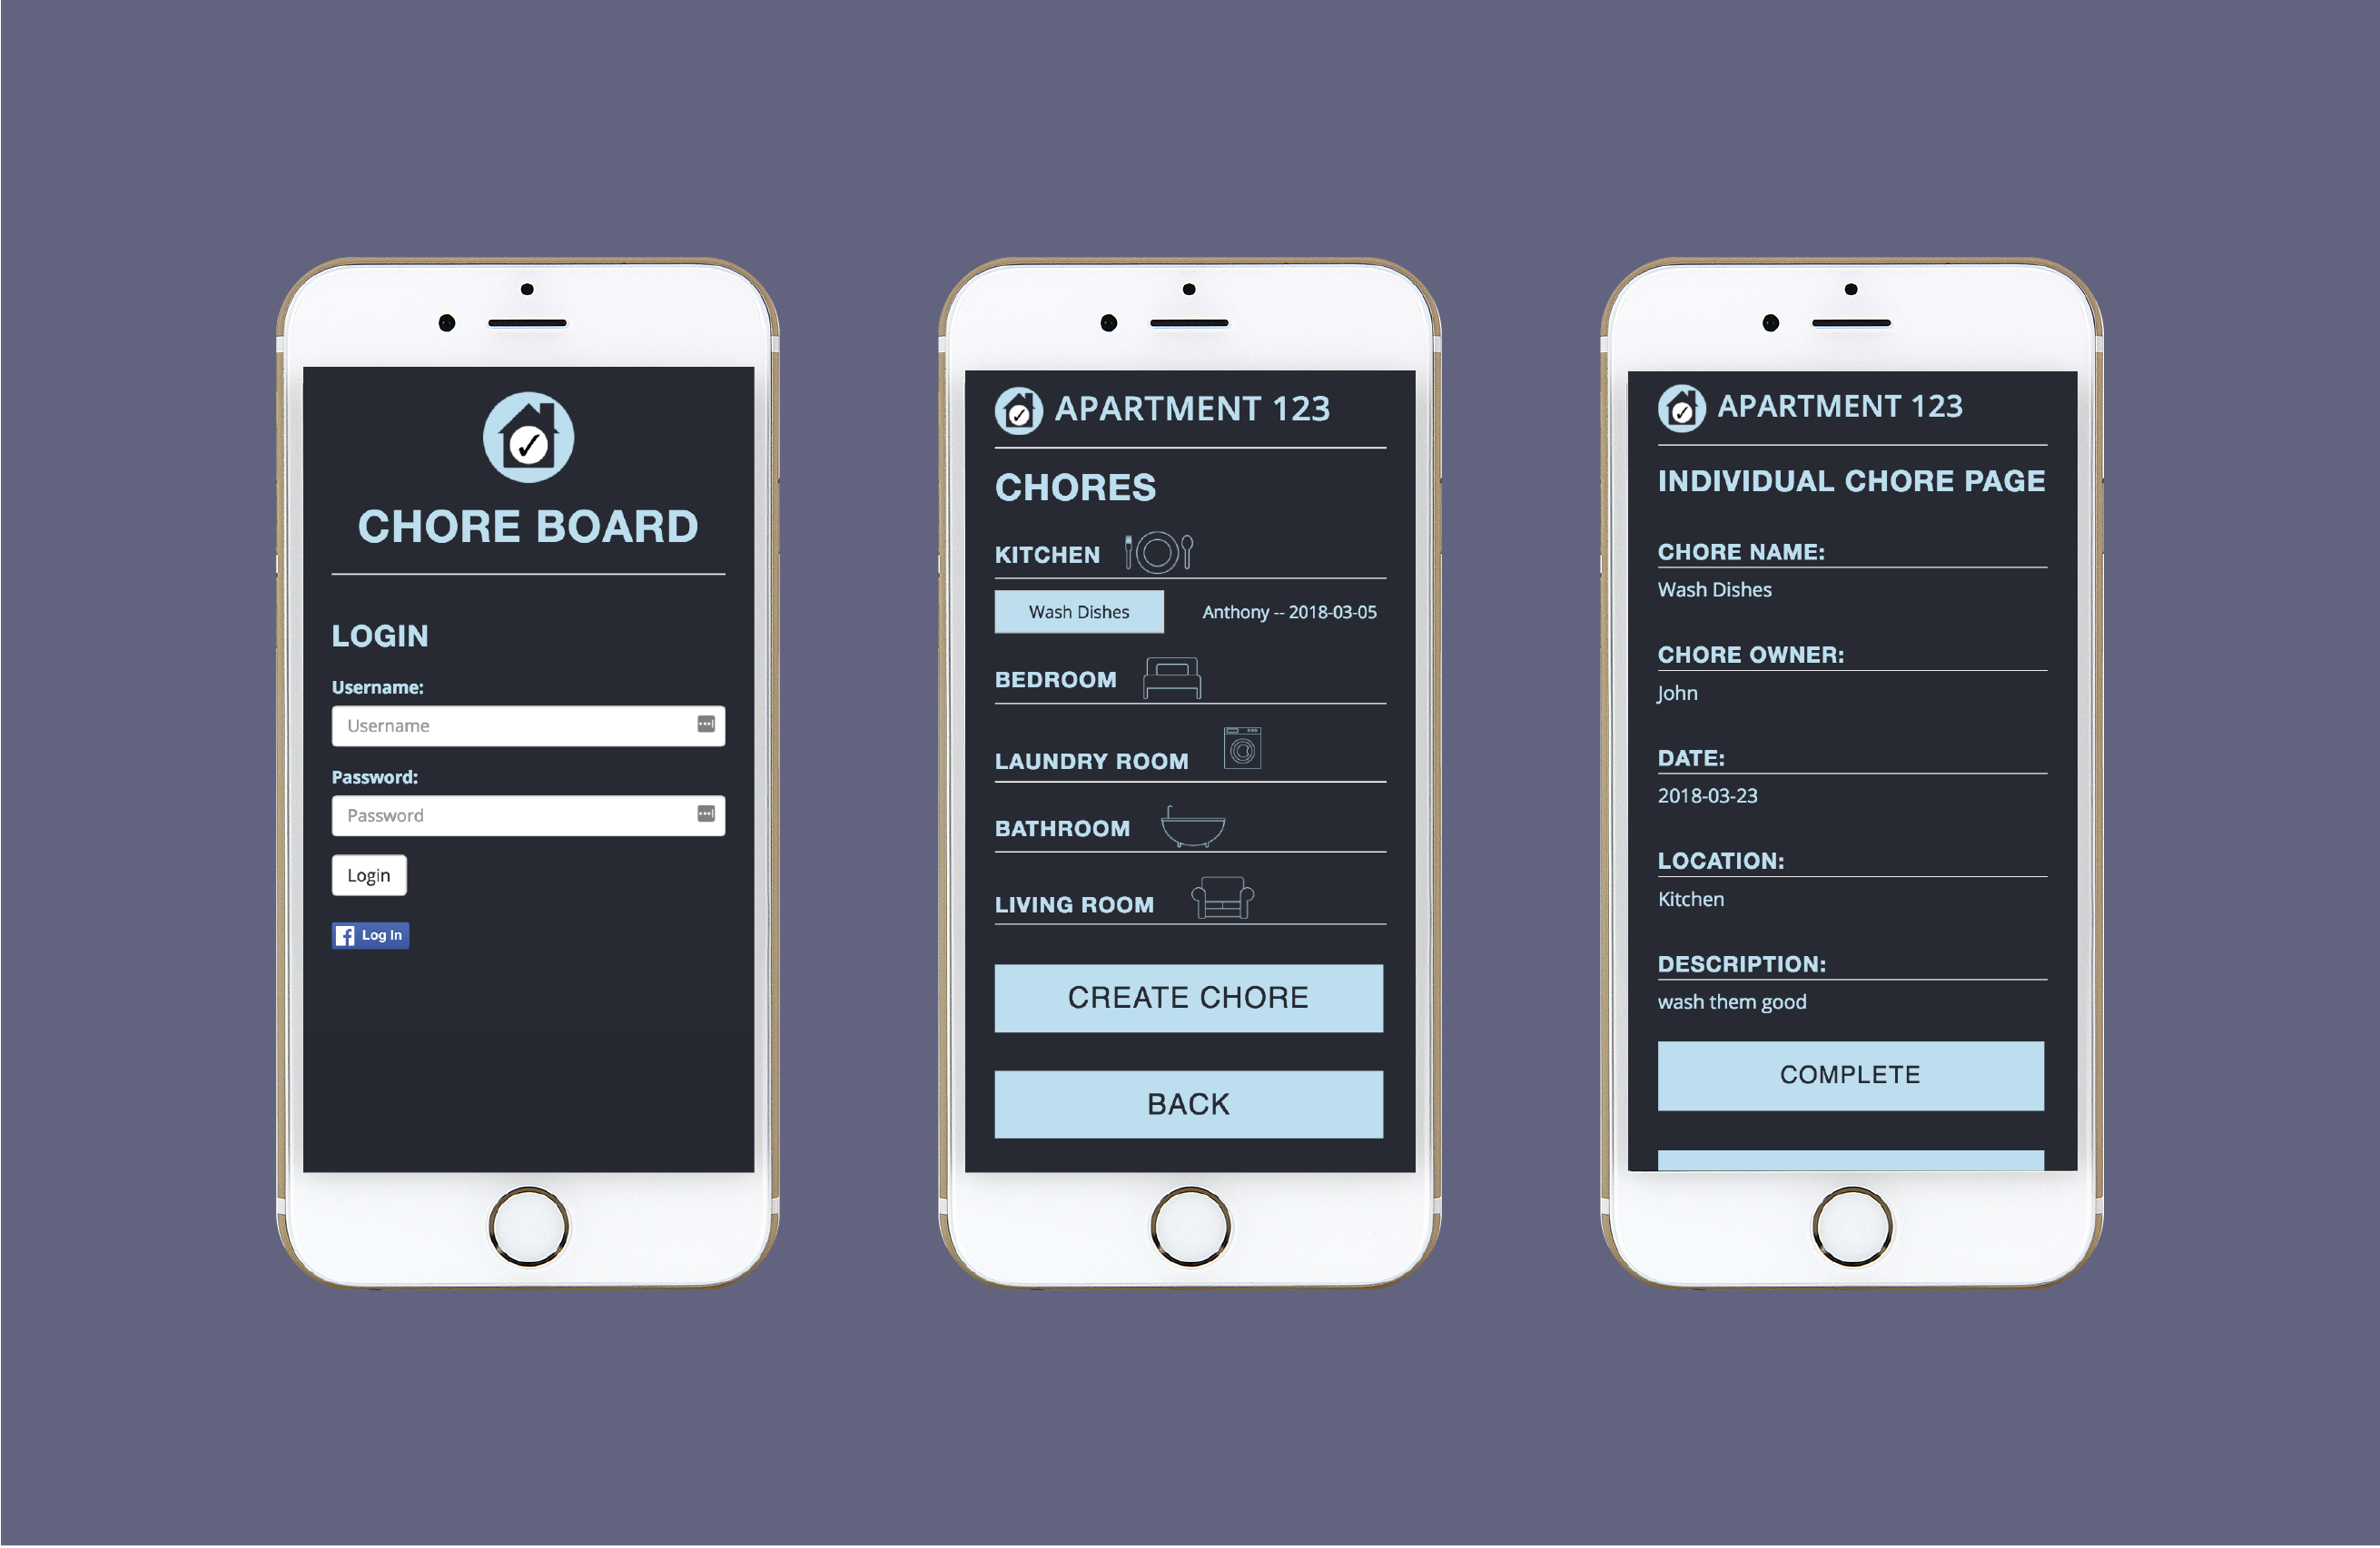 CHORE BOARD
LOGIN
Username:
Username
Password:
Password
Login
f Log In
APARTMENT 123
CHORES
KITCHEN
Wash Dishes Anthony -- 2018-03-05
BEDROOM
LAUNDRY ROOM
BATHROOM
LIVING ROOM
CREATE CHORE
BACK
APARTMENT 123
INDIVIDUAL CHORE PAGE
CHORE NAME:
Wash Dishes
CHORE OWNER:
John
DATE:
2018-03-23
LOCATION:
Kitchen
DESCRIPTION:
wash them good
COMPLETE